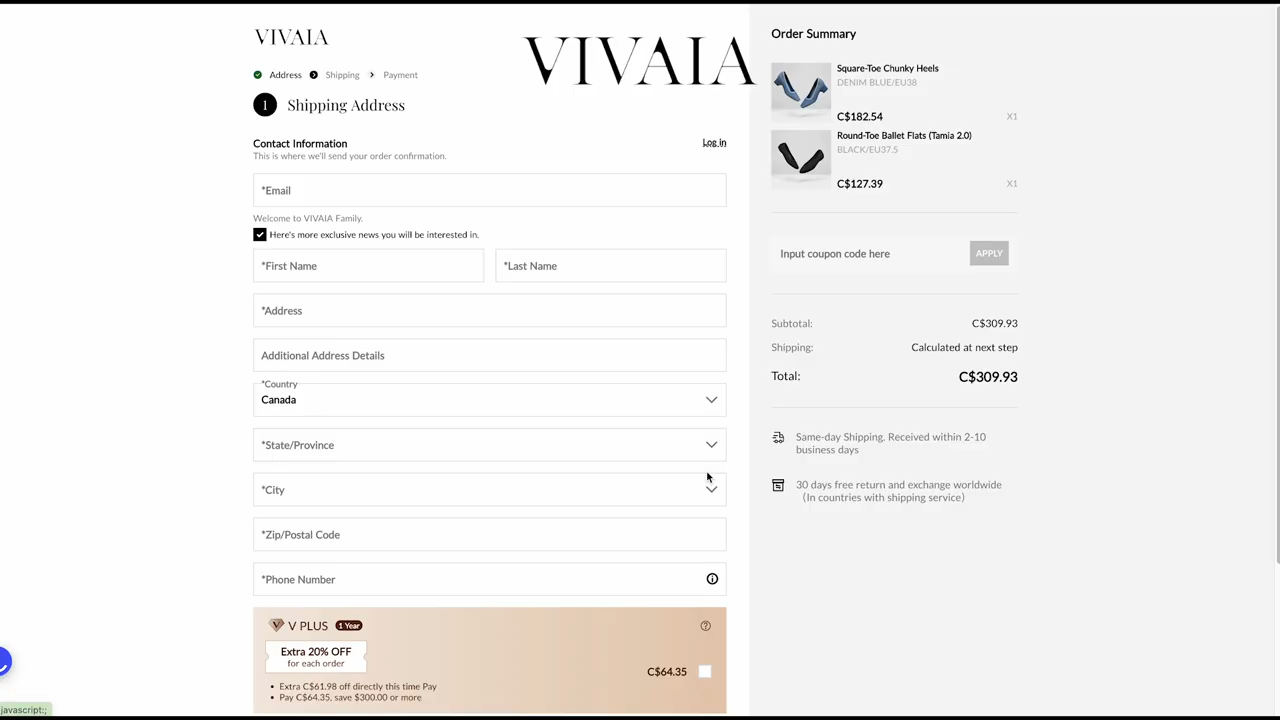 VIVAIA
VIVAIA
Address
Shipping
Payment
1
Shipping Address
Contact Information
Log in
This is where we'll send your order confirmation.
*Email
Welcome to VIVAIA Family.
Here's more exclusive news you will be interested in.
*First Name
*Last Name
*Address
Additional Address Details
*Country
Canada
*State/Province
*City
*Zip/Postal Code
*Phone Number
V PLUS
1 Year
Extra 20% OFF
for each order
C$64.35
• Extra C$61.98 off directly this time Pay
• Pay C$64.35, save $300.00 or more
javascript:;
Order Summary
Square-Toe Chunky Heels
DENIM BLUE/EU38
C$182.54
X1
Round-Toe Ballet Flats (Tamia 2.0)
BLACK/EU37.5
C$127.39
X1
Input coupon code here
APPLY
Subtotal:
C$309.93
Shipping:
Calculated at next step
Total:
C$309.93
Same-day Shipping. Received within 2-10
business days
30 days free return and exchange worldwide
(In countries with shipping service)